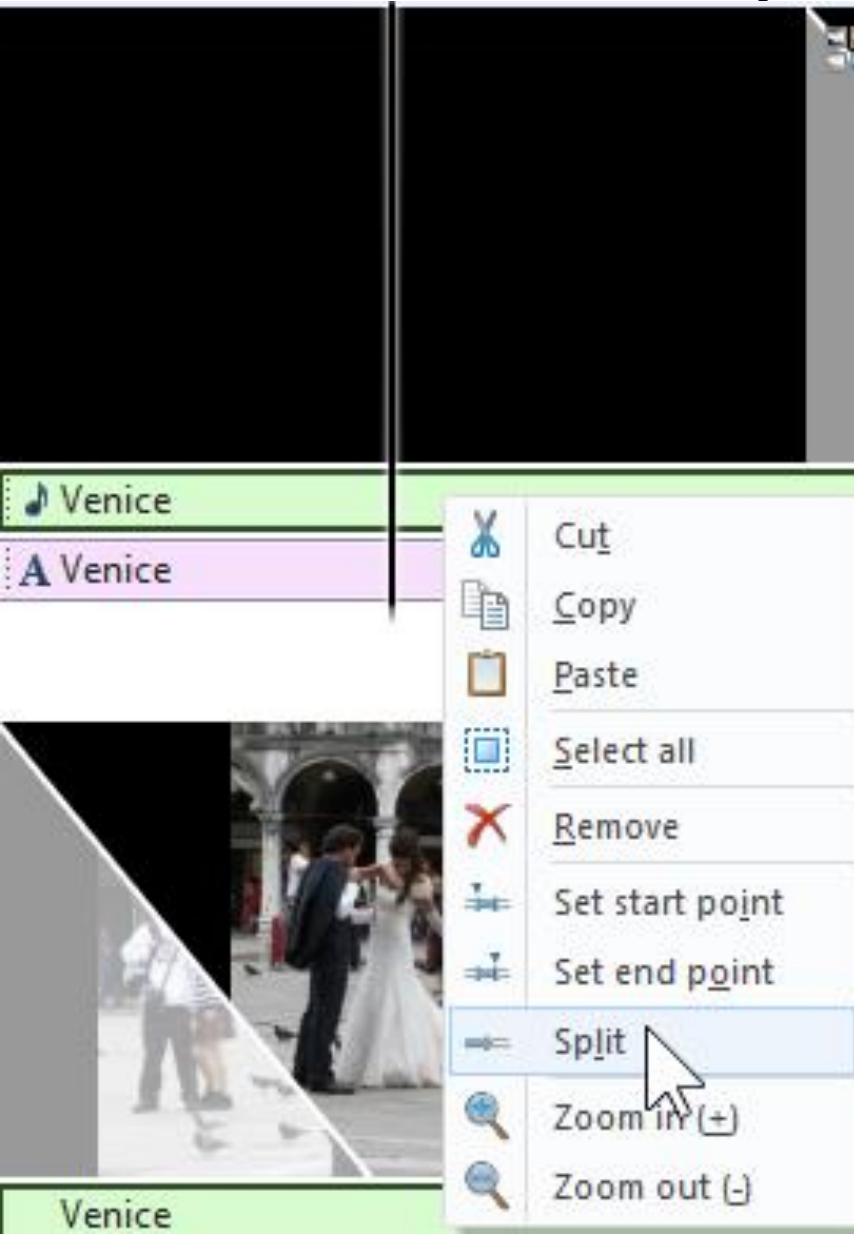 Venice
A Venice
Cut
Copy
Paste
Select all
Remove
Set start point
Set end point
Split
Zoom in (+)
Zoom out (-)
Venice